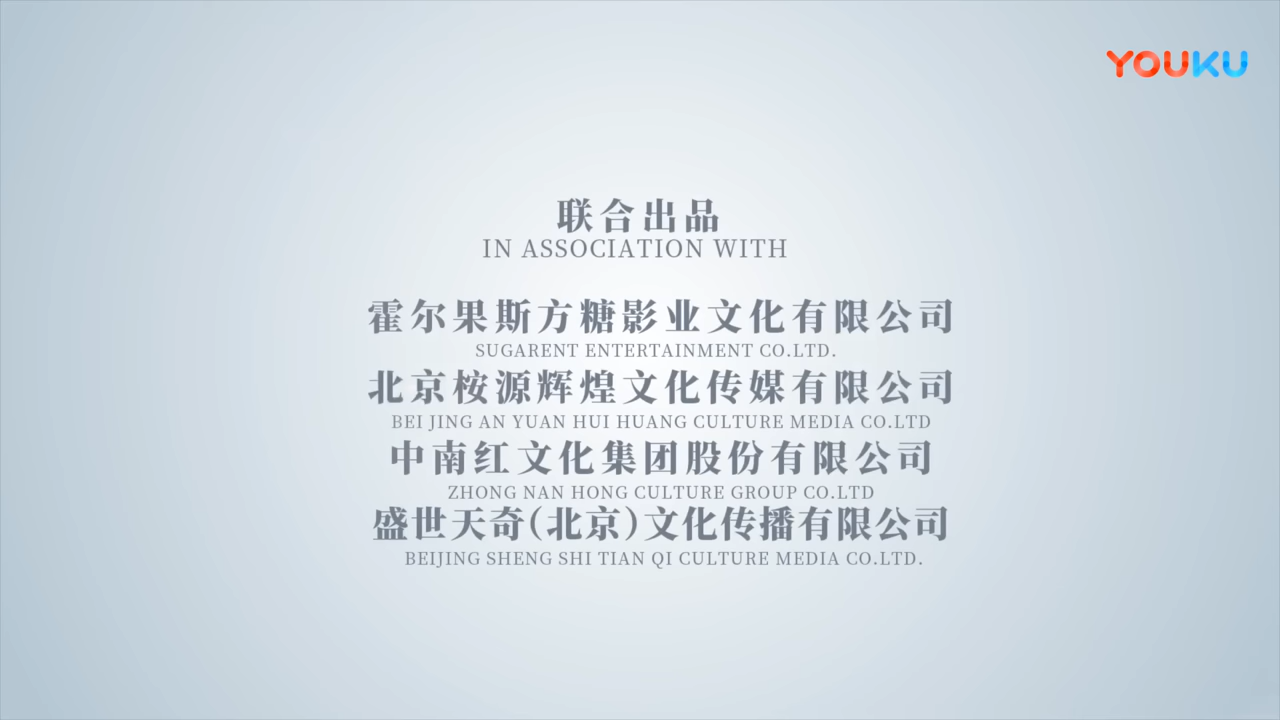 YOUKU
联合出品
IN ASSOCIATION WITH
霍尔果斯方糖影业文化有限公司
SUGARENT ENTERTAINMENT CO.LTD.
北京桉源辉煌文化传媒有限公司
BEI JING AN YUAN HUI HUANG CULTURE MEDIA CO.LTD
中南红文化集团股份有限公司
ZHONG NAN HONG CULTURE GROUP CO.LTD
盛世天奇(北京)文化传播有限公司
BEIJING SHENG SHI TIAN QI CULTURE MEDIA CO.LTD.